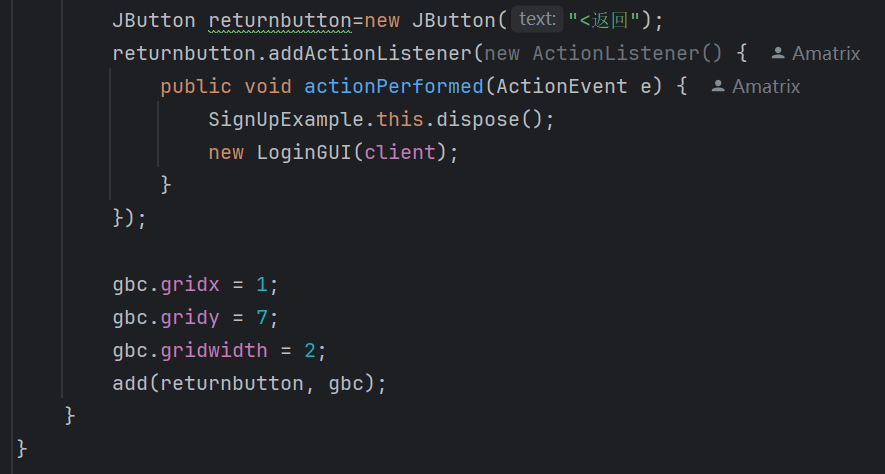 JButton returnbutton=new JButton( text: "<返回");
returnbutton.addActionListener(new ActionListener() { Amatrix
public void actionPerformed(ActionEvent e) { Amatrix
SignUpExample.this.dispose();
new LoginGUI(client);
}
});
gbc.gridx = 1;
gbc.gridy = 7;
gbc.gridwidth = 2;
add(returnbutton, gbc);
}
}